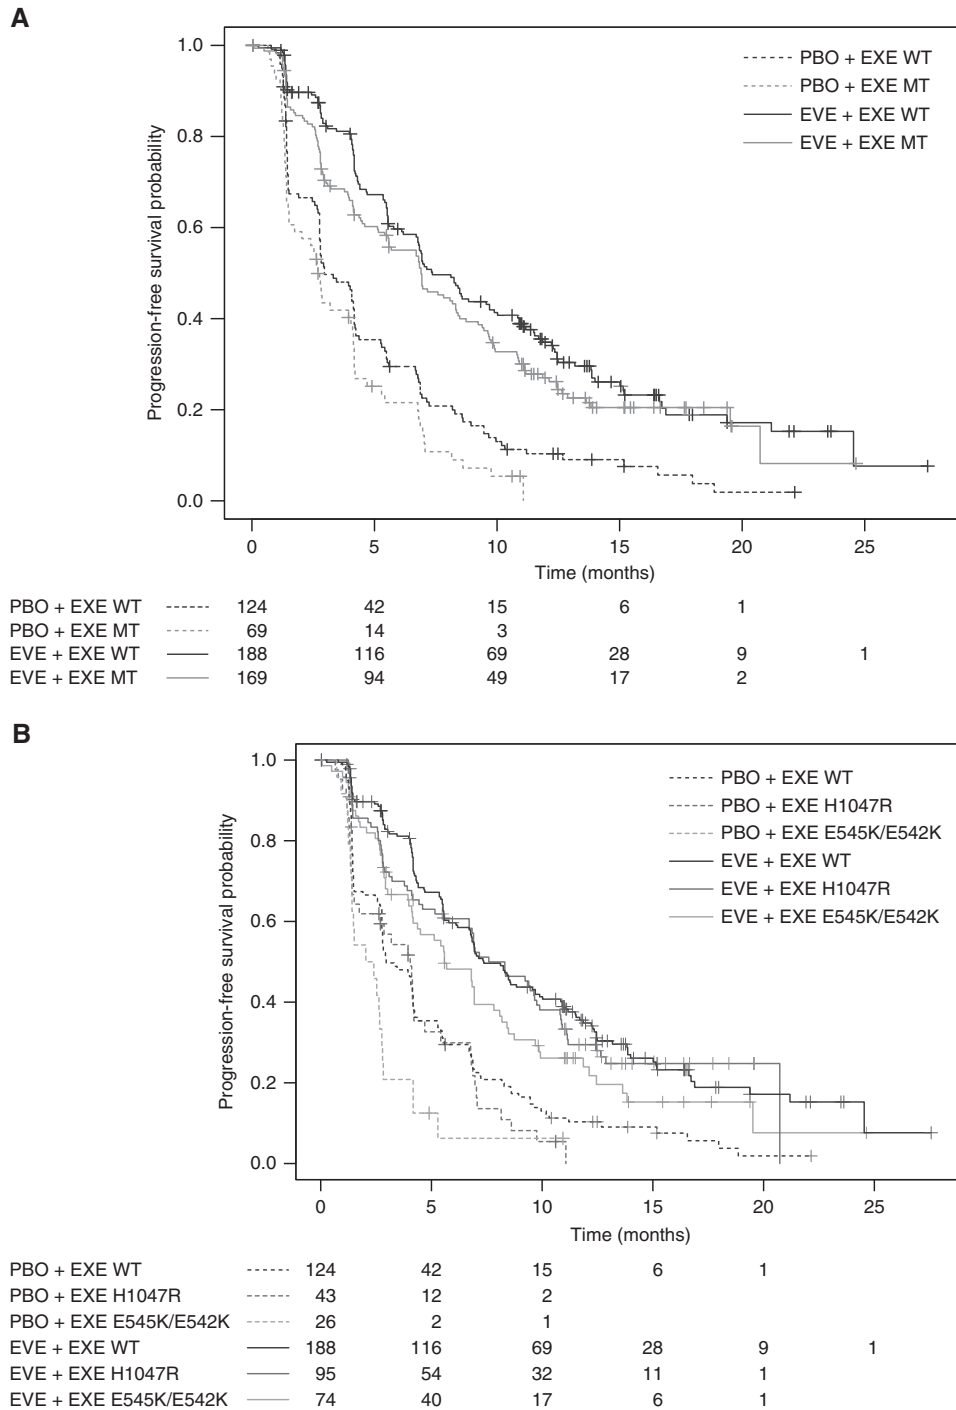 A
1.0
0.8
0.6
0.4
0.2
0.0
Progression-free survival probability
PBO + EXE WT
PBO + EXE MT
EVE + EXE WT
EVE + EXE MT
0 5 10 15 20 25
Time (months)
PBO + EXE WT 124 42 15 6 1
PBO + EXE MT 69 14 3
EVE + EXE WT 188 116 69 28 9 1
EVE + EXE MT 169 94 49 17 2
B
1.0
0.8
0.6
0.4
0.2
0.0
Progression-free survival probability
PBO + EXE WT
PBO + EXE H1047R
PBO + EXE E545K/E542K
EVE + EXE WT
EVE + EXE H1047R
EVE + EXE E545K/E542K
0 5 10 15 20 25
Time (months)
PBO + EXE WT 124 42 15 6 1
PBO + EXE H1047R 43 12 2
PBO + EXE E545K/E542K 26 2 1
EVE + EXE WT 188 116 69 28 9 1
EVE + EXE H1047R 95 54 32 11 1
EVE + EXE E545K/E542K 74 40 17 6 1